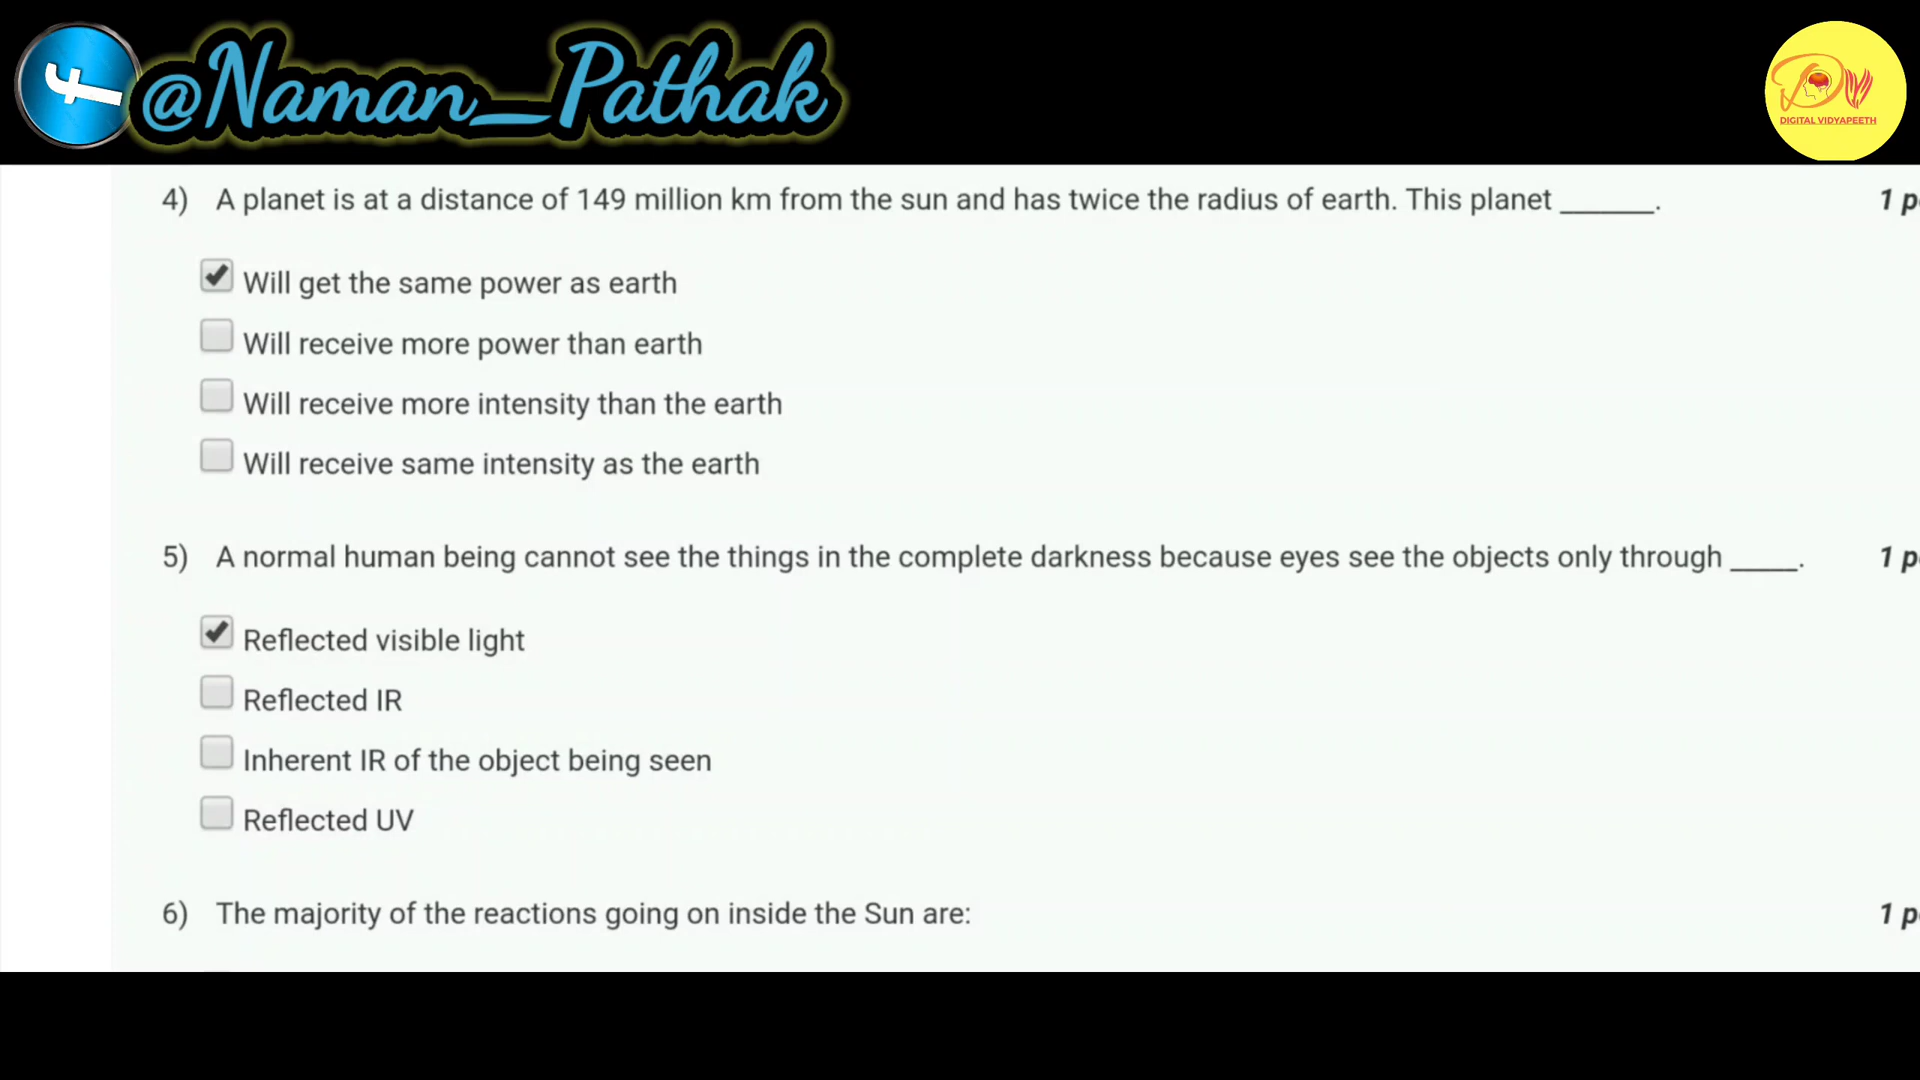 @Naman_Pathak
DIGITAL VIDYAPEETH
4) A planet is at a distance of 149 million km from the sun and has twice the radius of earth. This planet ______. 1 p
Will get the same power as earth
Will receive more power than earth
Will receive more intensity than the earth
Will receive same intensity as the earth
5) A normal human being cannot see the things in the complete darkness because eyes see the objects only through ____. 1 p
Reflected visible light
Reflected IR
Inherent IR of the object being seen
Reflected UV
6) The majority of the reactions going on inside the Sun are: 1 p